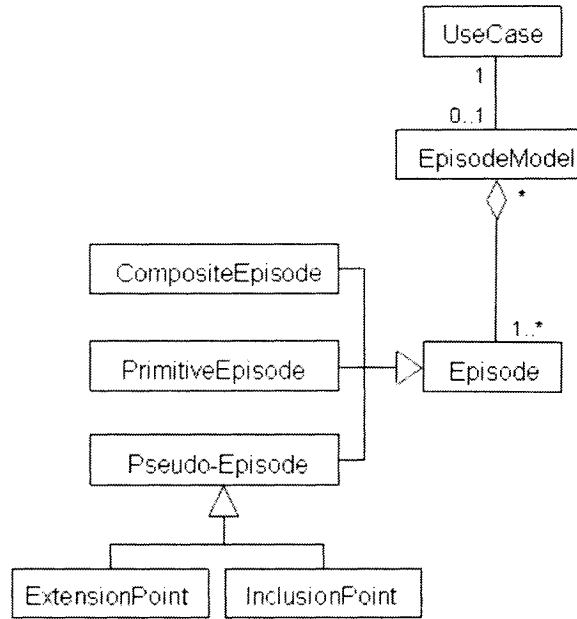 UseCase
1
0..1
EpisodeModel
*
CompositeEpisode
1..*
PrimitiveEpisode
Episode
Pseudo-Episode
ExtensionPoint
InclusionPoint